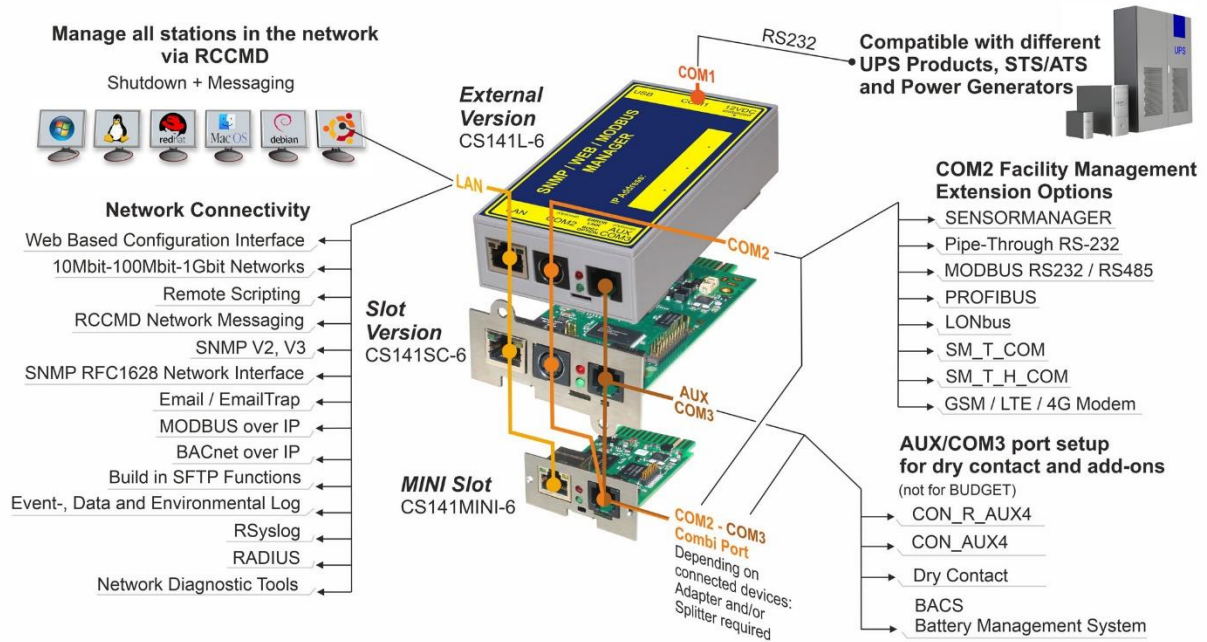 Manage all stations in the network
via RCCMD
Shutdown + Messaging
redhat
Mac OS
debian
External
Version
CS141L-6
RS232
COM1
Compatible with different
UPS Products, STS/ATS
and Power Generators
UPS
USB
COM1
12VDC
SNMP / WEB / MODBUS
MANAGER
IP Address:
LAN
COM2
AUX
COM3
LAN
COM2
Network Connectivity
Web Based Configuration Interface
10Mbit-100Mbit-1Gbit Networks
Remote Scripting
RCCMD Network Messaging
SNMP V2, V3
SNMP RFC1628 Network Interface
Email / EmailTrap
MODBUS over IP
BACnet over IP
Build in SFTP Functions
Event-, Data and Environmental Log
RSyslog
RADIUS
Network Diagnostic Tools
Slot
Version
CS141SC-6
AUX
COM3
MINI Slot
CS141MINI-6
COM2 - COM3
Combi Port
Depending on
connected devices:
Adapter and/or
Splitter required
COM2 Facility Management
Extension Options
SENSORMANAGER
Pipe-Through RS-232
MODBUS RS232 / RS485
PROFIBUS
LONbus
SM_T_COM
SM_T_H_COM
GSM / LTE / 4G Modem
AUX/COM3 port setup
for dry contact and add-ons
(not for BUDGET)
CON_R_AUX4
CON_AUX4
Dry Contact
BACS
Battery Management System